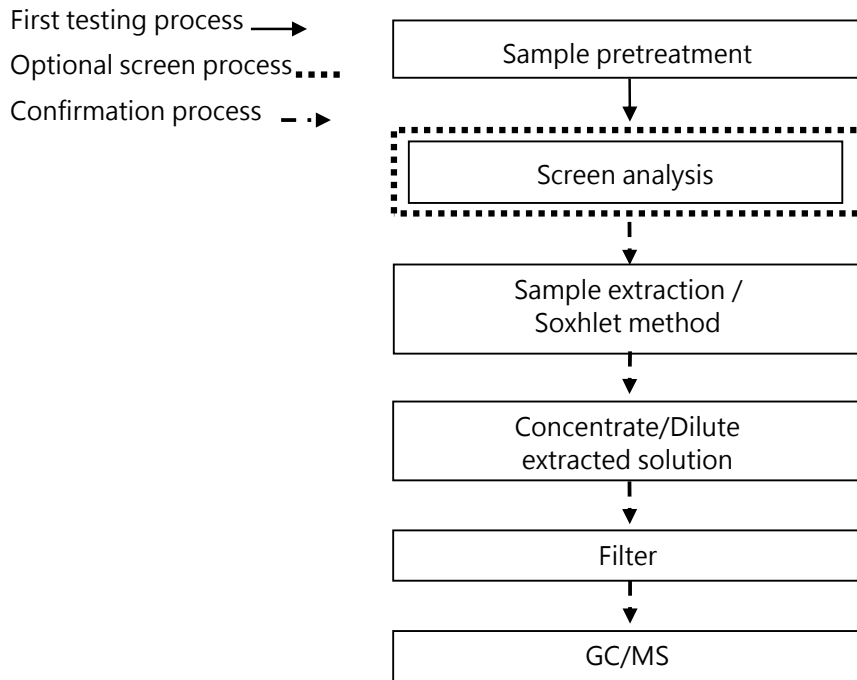 First testing process
Optional screen process
Confirmation process
Sample pretreatment
Screen analysis
Sample extraction /
Soxhlet method
Concentrate/Dilute
extracted solution
Filter
GC/MS